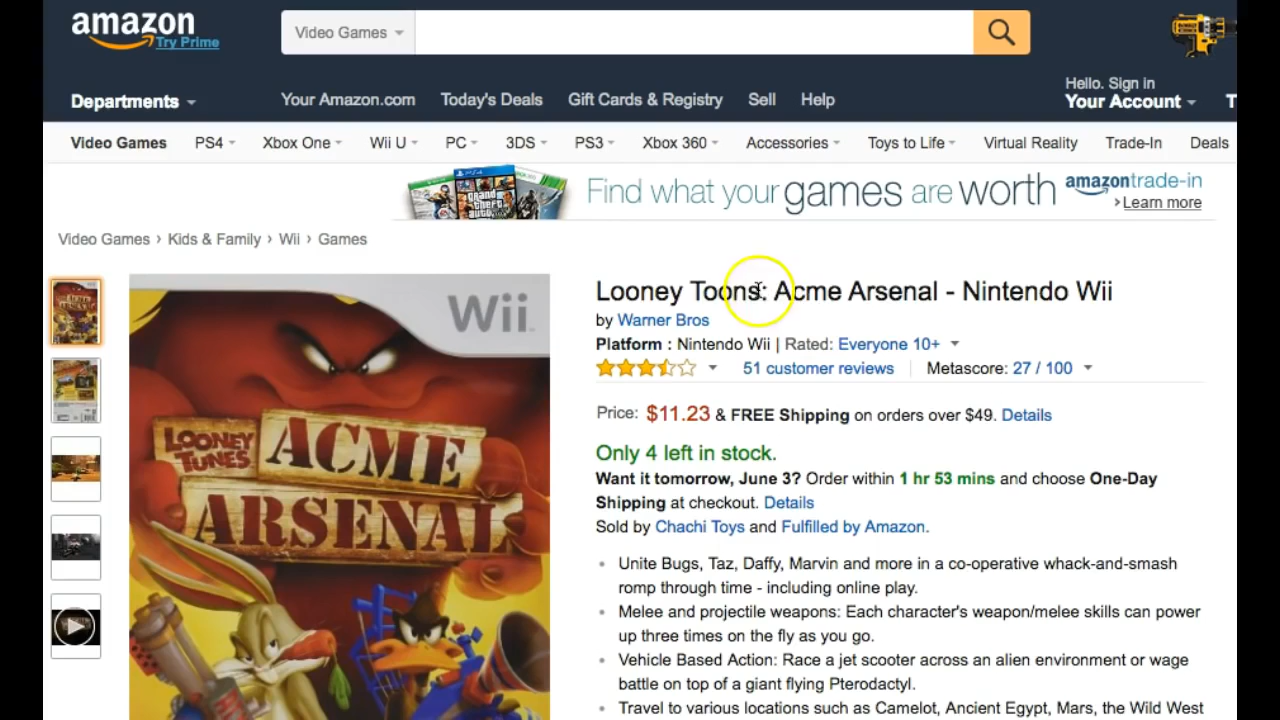 amazon
Try Prime
Video Games
Departments
Your Amazon.com Today's Deals Gift Cards & Registry Sell Help
Hello. Sign in
Your Account
T
Video Games PS4 Xbox One Wii U PC 3DS PS3 Xbox 360 Accessories Toys to Life Virtual Reality Trade-In Deals
Find what your games are worth
amazontrade-in
› Learn more
Video Games › Kids & Family › Wii › Games
Wii
LOONEY TUNES
ACME
ARSENAL
Looney Toons: Acme Arsenal - Nintendo Wii
by Warner Bros
Platform : Nintendo Wii | Rated: Everyone 10+
51 customer reviews Metascore: 27 / 100
Price: $11.23 & FREE Shipping on orders over $49. Details
Only 4 left in stock.
Want it tomorrow, June 3? Order within 1 hr 53 mins and choose One-Day
Shipping at checkout. Details
Sold by Chachi Toys and Fulfilled by Amazon.
• Unite Bugs, Taz, Daffy, Marvin and more in a co-operative whack-and-smash
romp through time - including online play.
• Melee and projectile weapons: Each character's weapon/melee skills can power
up three times on the fly as you go.
• Vehicle Based Action: Race a jet scooter across an alien environment or wage
battle on top of a giant flying Pterodactyl.
• Travel to various locations such as Camelot, Ancient Egypt, Mars, the Wild West